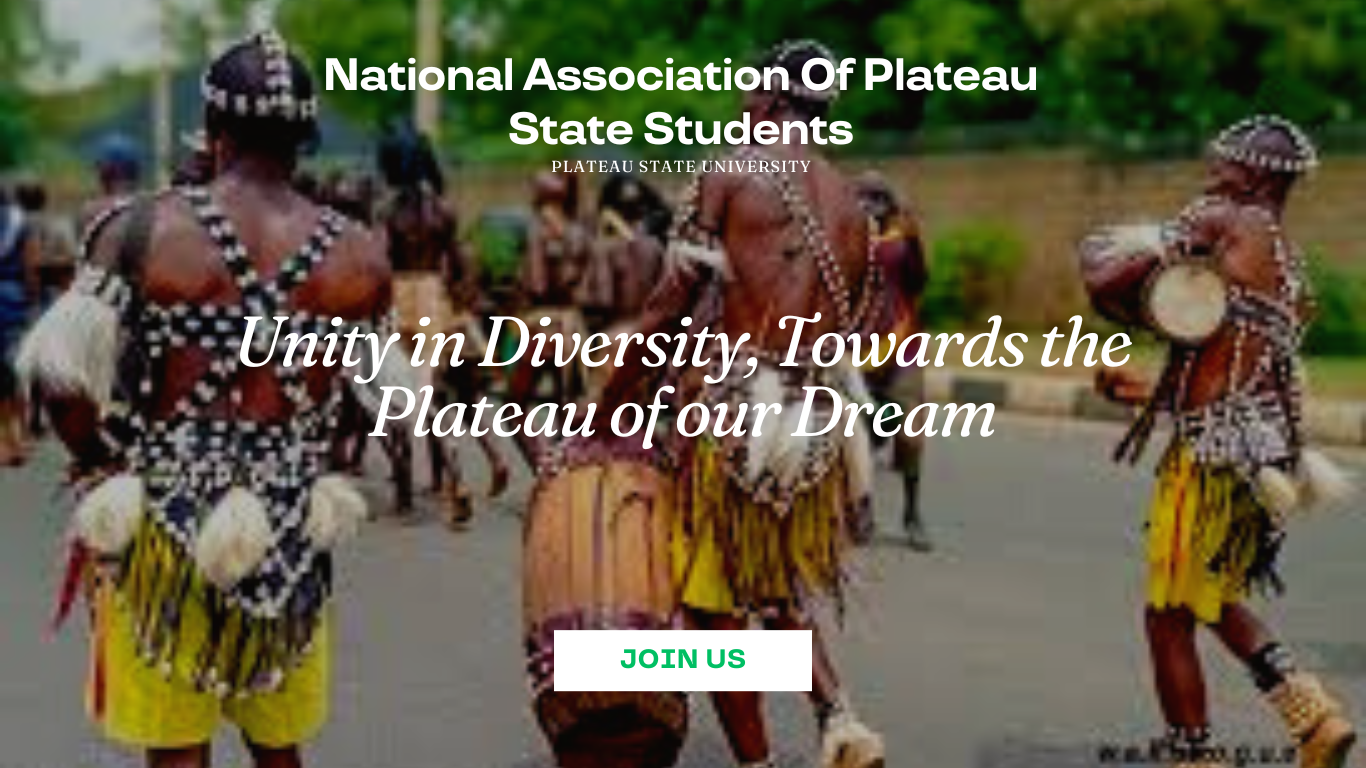 National Association Of Plateau
State Students
PLATEAU STATE UNIVERSITY
Unity in Diversity, Towards the
Plateau of our Dream
JOIN US